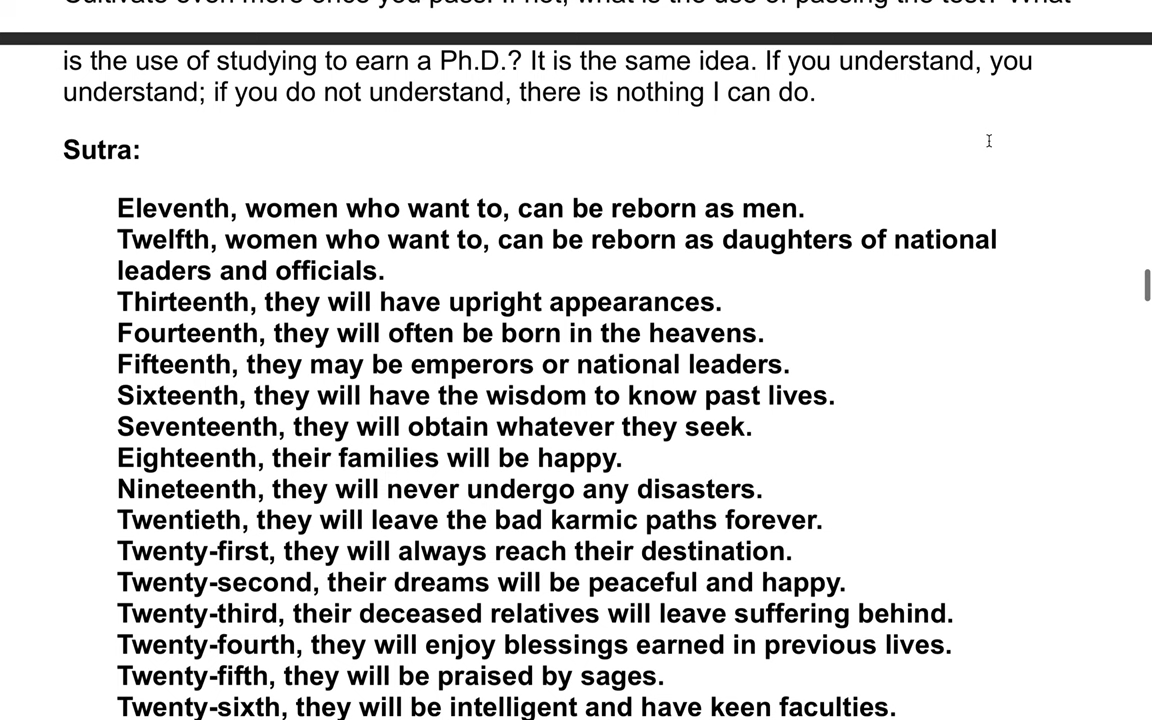 is the use of studying to earn a Ph.D.? It is the same idea. If you understand, you
understand; if you do not understand, there is nothing I can do.
Sutra:
Eleventh, women who want to, can be reborn as men.
Twelfth, women who want to, can be reborn as daughters of national
leaders and officials.
Thirteenth, they will have upright appearances.
Fourteenth, they will often be born in the heavens.
Fifteenth, they may be emperors or national leaders.
Sixteenth, they will have the wisdom to know past lives.
Seventeenth, they will obtain whatever they seek.
Eighteenth, their families will be happy.
Nineteenth, they will never undergo any disasters.
Twentieth, they will leave the bad karmic paths forever.
Twenty-first, they will always reach their destination.
Twenty-second, their dreams will be peaceful and happy.
Twenty-third, their deceased relatives will leave suffering behind.
Twenty-fourth, they will enjoy blessings earned in previous lives.
Twenty-fifth, they will be praised by sages.
Twenty-sixth, they will be intelligent and have keen faculties.